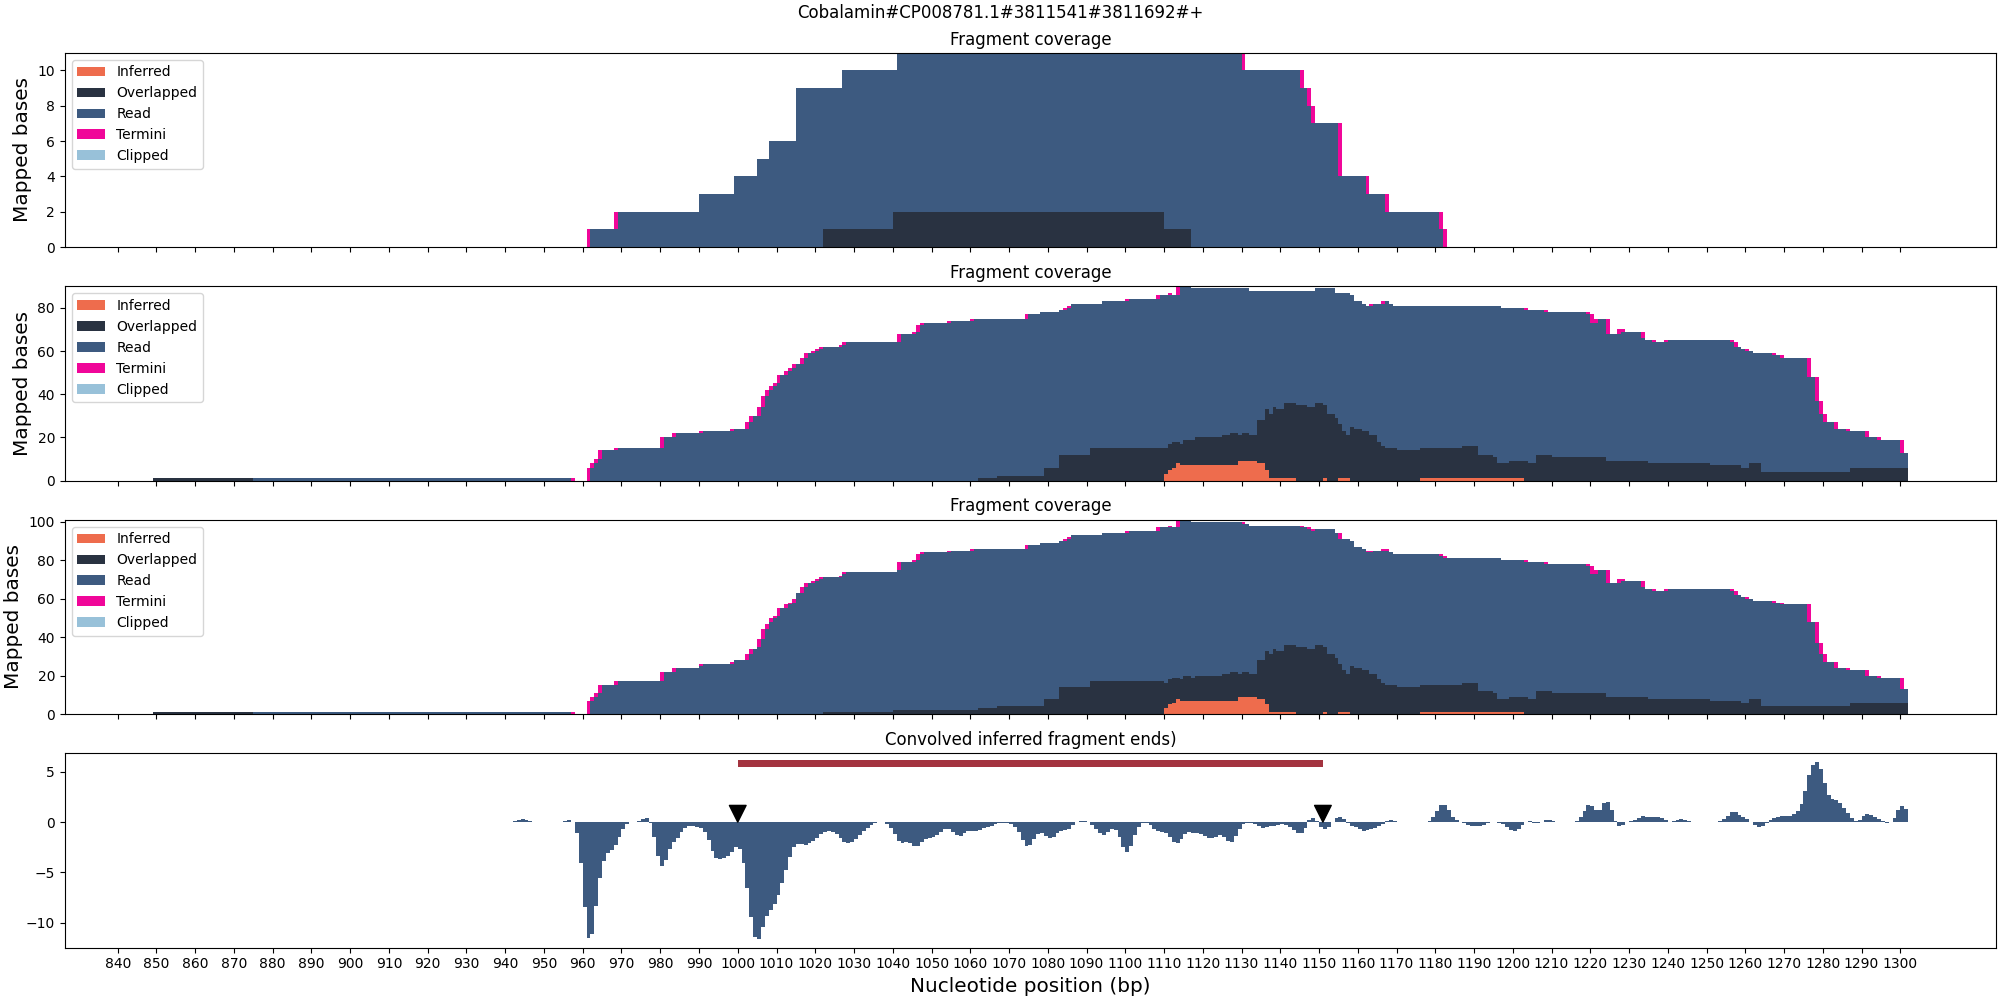 Cobalamin#CP008781.1#3811541#3811692#+
Fragment coverage
Mapped bases
10
8
6
4
2
0
Inferred
Overlapped
Read
Termini
Clipped
Fragment coverage
Mapped bases
80
60
40
20
0
Inferred
Overlapped
Read
Termini
Clipped
Fragment coverage
Mapped bases
100
80
60
40
20
0
Inferred
Overlapped
Read
Termini
Clipped
Convolved inferred fragment ends)
5
0
−5
−10
840 850 860 870 880 890 900 910 920 930 940 950 960 970 980 990 1000 1010 1020 1030 1040 1050 1060 1070 1080 1090 1100 1110 1120 1130 1140 1150 1160 1170 1180 1190 1200 1210 1220 1230 1240 1250 1260 1270 1280 1290 1300
Nucleotide position (bp)